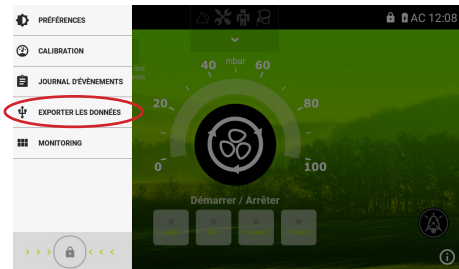 PRÉFÉRENCES
CALIBRATION
JOURNAL D'ÉVÈNEMENTS
EXPORTER LES DONNÉES
MONITORING
AC 12:08
mbar
40 60
20 80
0 100
Démarrer / Arrêter